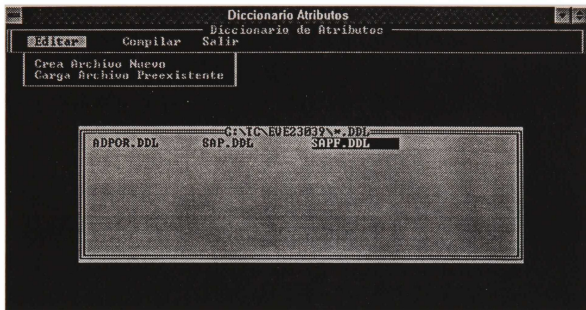 Diccionario Atributos
Diccionario de Atributos
Editar Compilar Salir
Crea Archivo Nuevo
Carga Archivo Preexistente
C:\TC\EVE23039\*.DDL
ADPOR.DDL SAP.DDL SAPF.DDL